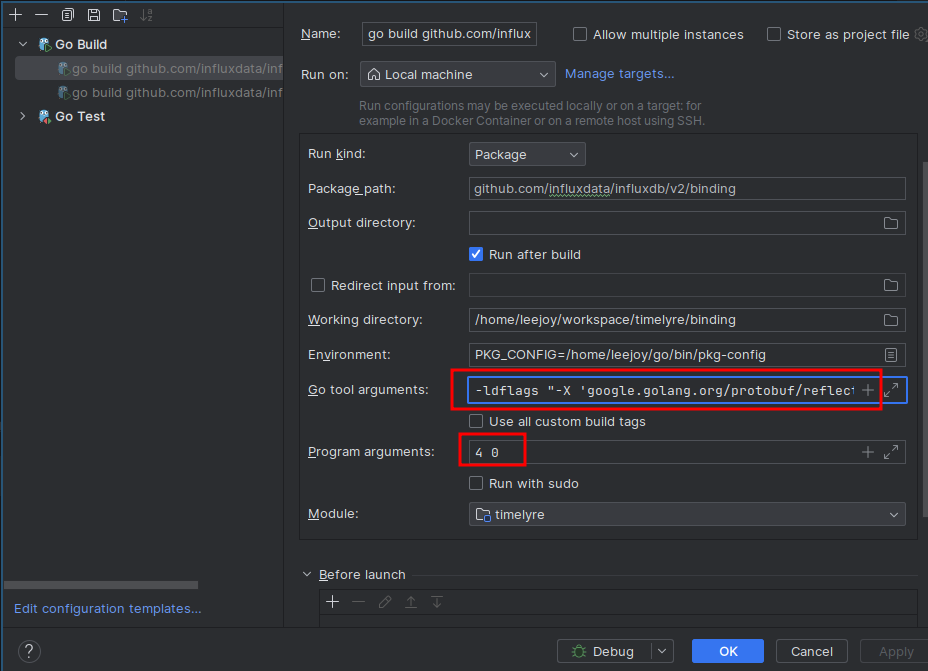 Go Build
go build github.com/influxdata/inf
go build github.com/influxdata/inf
Go Test
Edit configuration templates...
Name: go build github.com/influx Allow multiple instances Store as project file
Run on: Local machine Manage targets...
Run configurations may be executed locally or on a target: for
example in a Docker Container or on a remote host using SSH.
Run kind: Package
Package path: github.com/influxdata/influxdb/v2/binding
Output directory:
Run after build
Redirect input from:
Working directory: /home/leejoy/workspace/timelyre/binding
Environment: PKG_CONFIG=/home/leejoy/go/bin/pkg-config
Go tool arguments: -ldflags "-X 'google.golang.org/protobuf/reflect
Use all custom build tags
Program arguments: 4 0
Run with sudo
Module: timelyre
Before launch
? Debug OK Cancel Apply